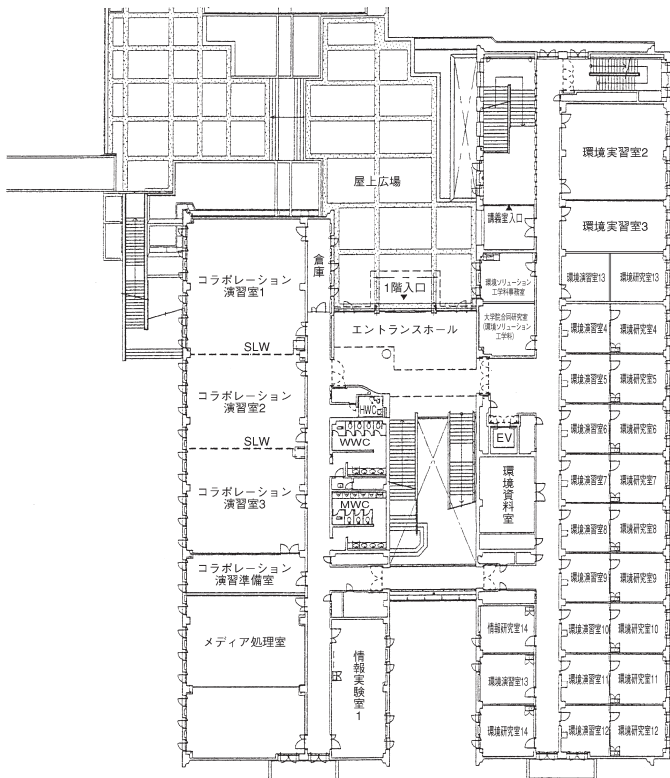 屋上広場
講義室入口
環境実習室2
環境実習室3
倉庫
コラボレーション
演習室1
1階入口
エントランスホール
環境ソリューション
工学科事務室
大学院合同研究室
(環境ソリューション
工学科)
環境演習室13
環境研究室13
環境演習室4
環境研究室4
SLW
コラボレーション
演習室2
環境演習室5
環境研究室5
HWC
WWC
EV
環境演習室6
環境研究室6
SLW
コラボレーション
演習室3
MWC
環境資料室
環境演習室7
環境研究室7
環境演習室8
環境研究室8
コラボレーション
演習準備室
環境演習室9
環境研究室9
メディア処理室
情報実験室1
情報研究室14
環境演習室10
環境研究室10
環境演習室13
環境演習室11
環境研究室11
環境研究室14
環境演習室12
環境研究室12